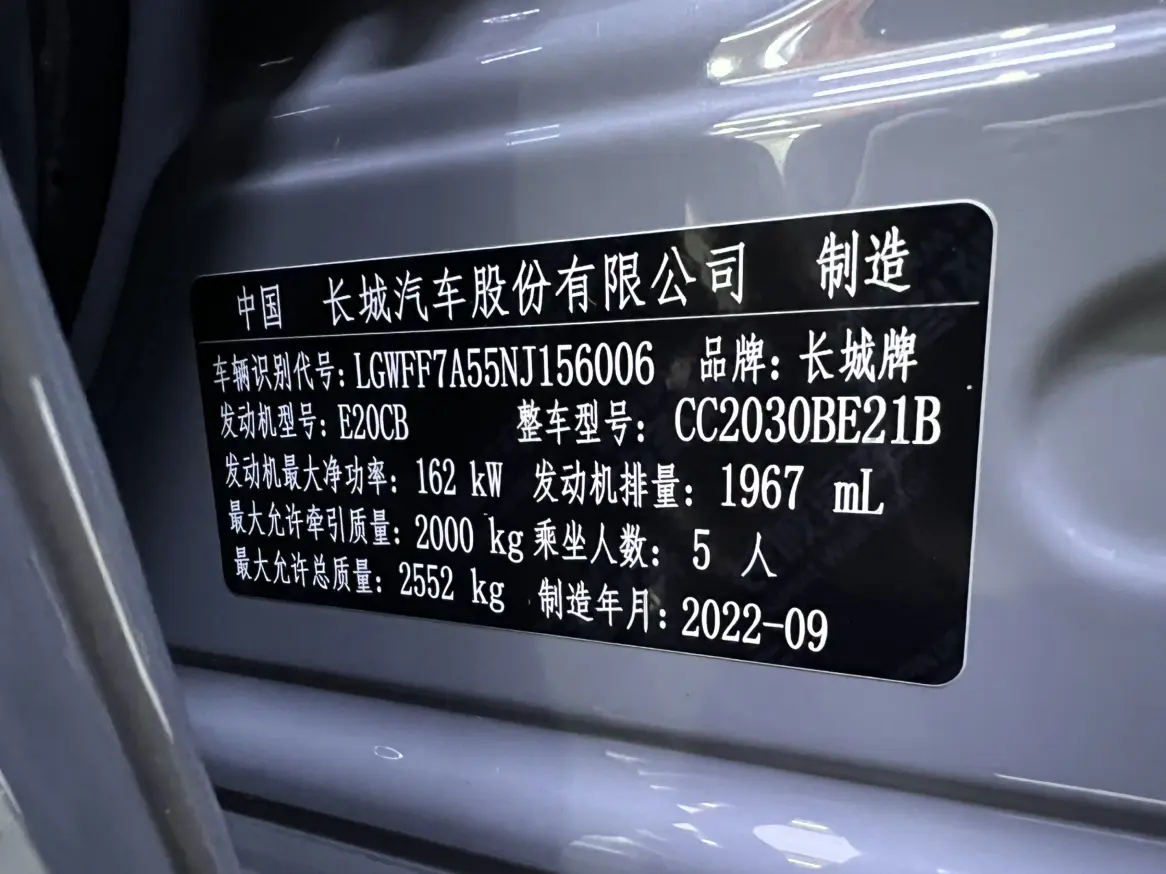 中国 长城汽车股份有限公司 制造
车辆识别代号:LGWFF7A55NJ156006 品牌:长城牌
发动机型号:E20CB 整车型号: CC2030BE21B
发动机最大净功率: 162 kW 发动机排量: 1967 mL
最大允许牵引质量: 2000 kg 乘坐人数: 5 人
最大允许总质量: 2552 kg 制造年月: 2022-09